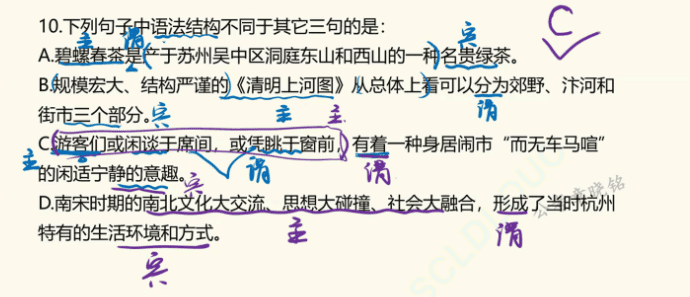 10.下列句子中语法结构不同于其它三句的是：
C
主 谓 宾
A.碧螺春茶是(产于苏州吴中区洞庭东山和西山的一种)名贵绿茶。
B.(规模宏大、结构严谨的)《清明上河图》(从总体上看)可以分为郊野、汴河和
街市三个部分。
宾 主 主 谓
C.(游客们或闲谈于席间，或凭眺于窗前，)有着一种身居闹市“而无车马喧”
主 谓 谓
的闲适宁静的意趣。
宾
D.南宋时期的南北文化大交流、思想大碰撞、社会大融合，形成了当时杭州
主 谓
特有的生活环境和方式。
宾